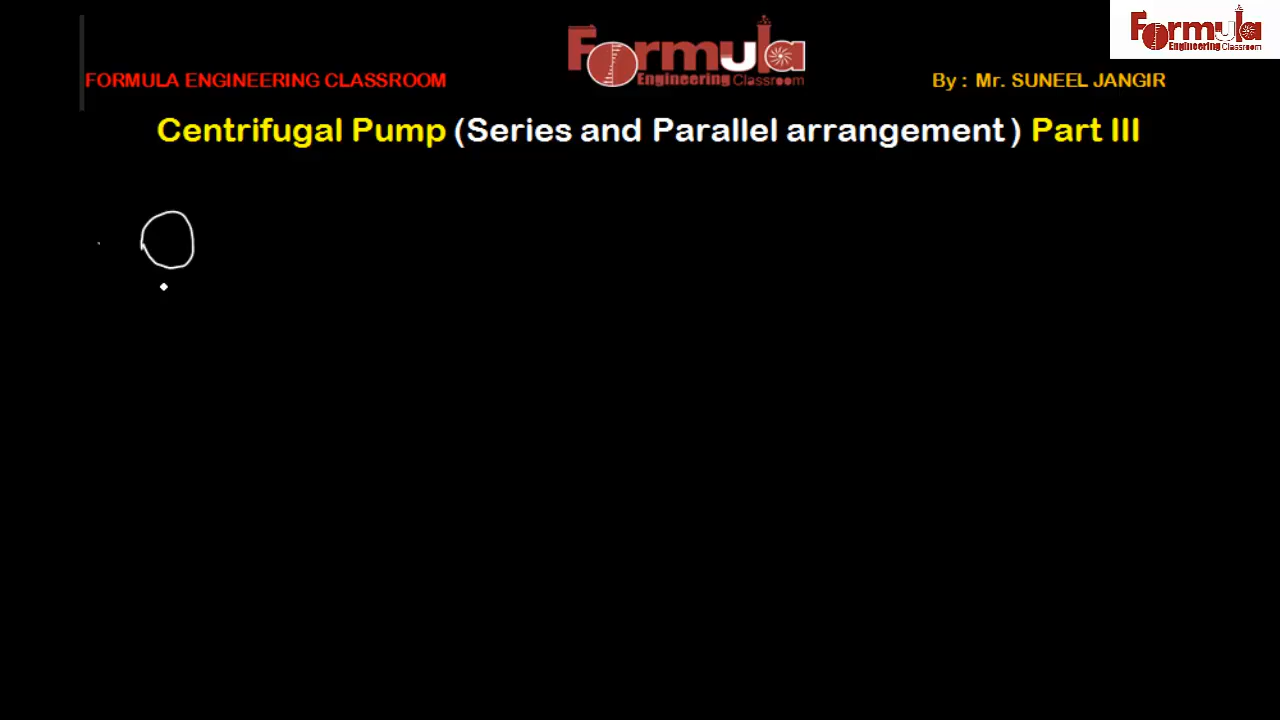 Formula
Engineering Classroom
Formula
Engineering Classroom
FORMULA ENGINEERING CLASSROOM
By : Mr. SUNEEL JANGIR
Centrifugal Pump (Series and Parallel arrangement ) Part III